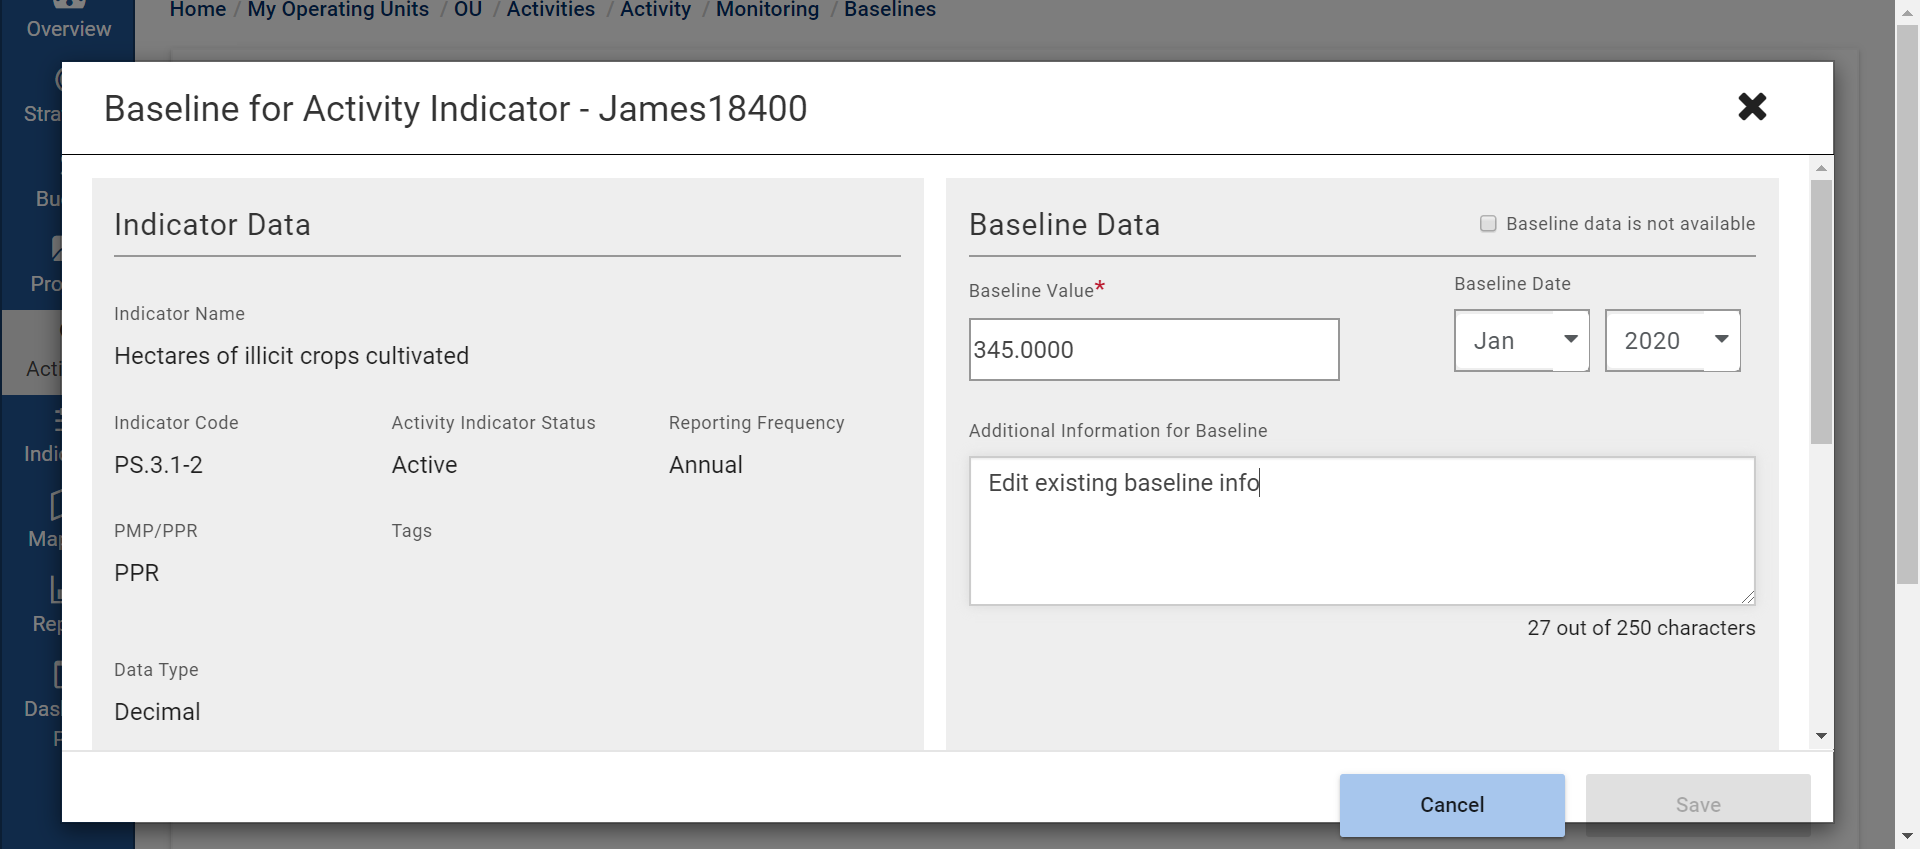 Home / My Operating Units / OU / Activities / Activity / Monitoring / Baselines
Overview
Stra
Bu
Pro
Acti
Indi
Map
Rep
Das
Baseline for Activity Indicator - James18400
Indicator Data
Indicator Name
Hectares of illicit crops cultivated
Indicator Code Activity Indicator Status Reporting Frequency
PS.3.1-2 Active Annual
PMP/PPR Tags
PPR
Data Type
Decimal
Baseline Data
Baseline data is not available
Baseline Value* Baseline Date
345.0000 Jan 2020
Additional Information for Baseline
Edit existing baseline info
27 out of 250 characters
Cancel Save